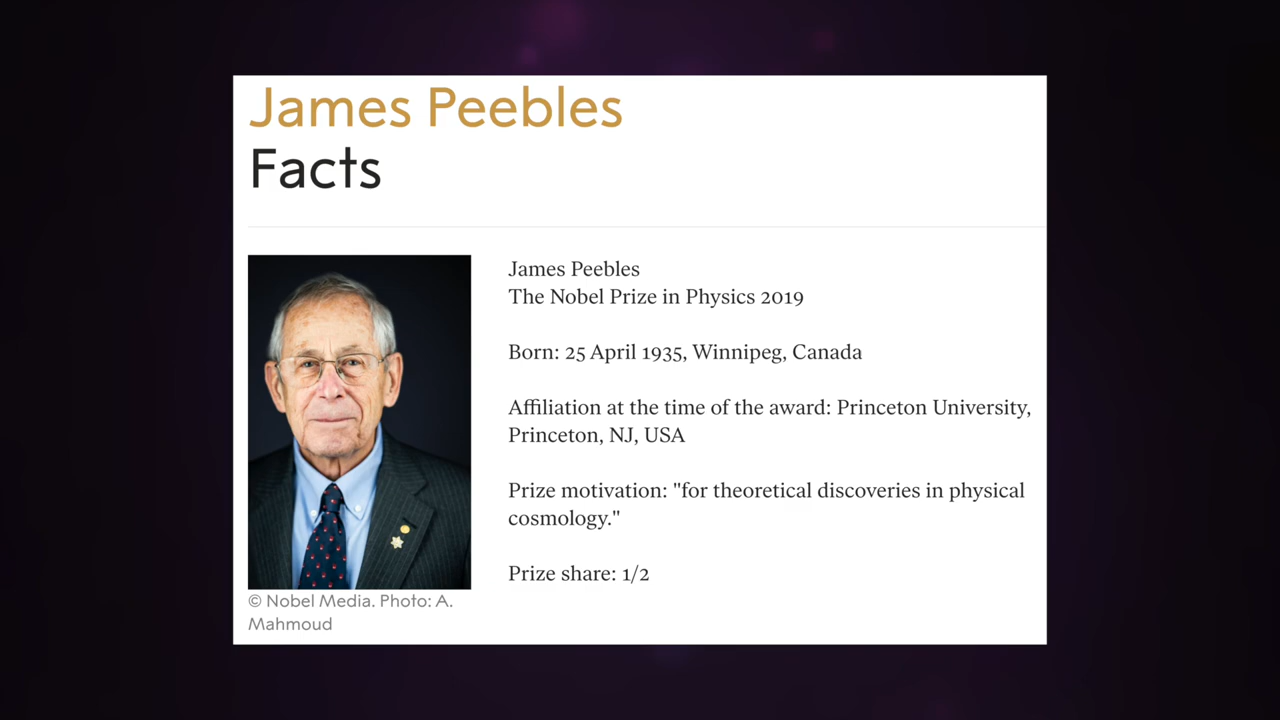 James Peebles
Facts
James Peebles
The Nobel Prize in Physics 2019
Born: 25 April 1935, Winnipeg, Canada
Affiliation at the time of the award: Princeton University,
Princeton, NJ, USA
Prize motivation: "for theoretical discoveries in physical
cosmology."
Prize share: 1/2
© Nobel Media. Photo: A.
Mahmoud